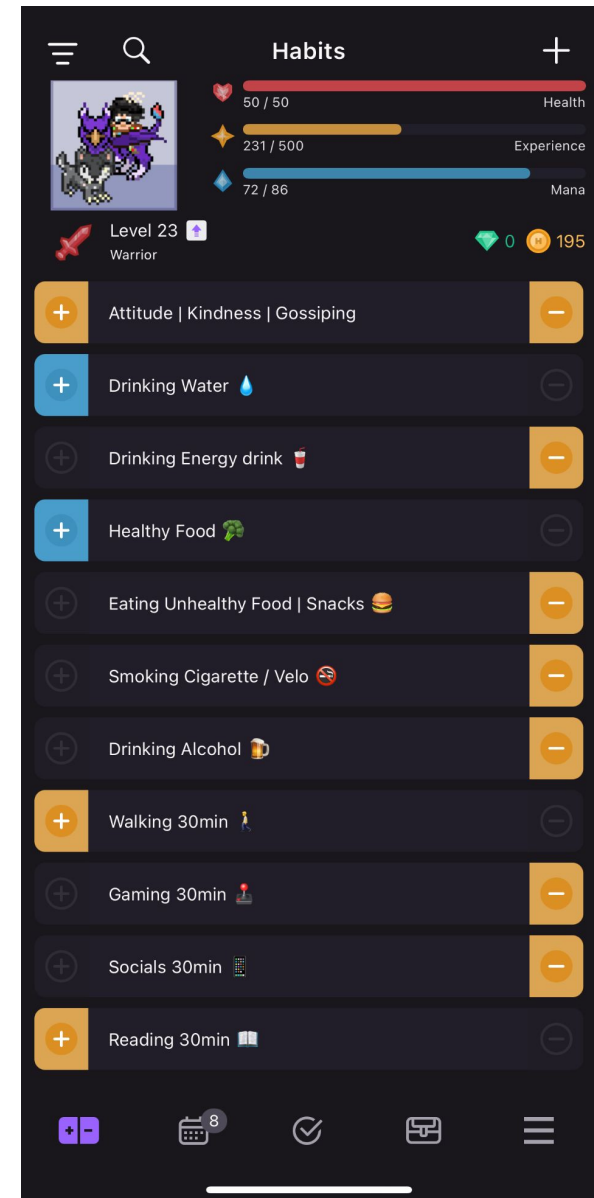 Habits
50 / 50 Health
231 / 500 Experience
72 / 86 Mana
Level 23
Warrior
0 195
Attitude | Kindness | Gossiping
Drinking Water 💧
Drinking Energy drink 🥤
Healthy Food 🥦
Eating Unhealthy Food | Snacks 🍔
Smoking Cigarette / Velo 🚭
Drinking Alcohol 🍺
Walking 30min 🚶
Gaming 30min 🕹️
Socials 30min 📱
Reading 30min 📖
8